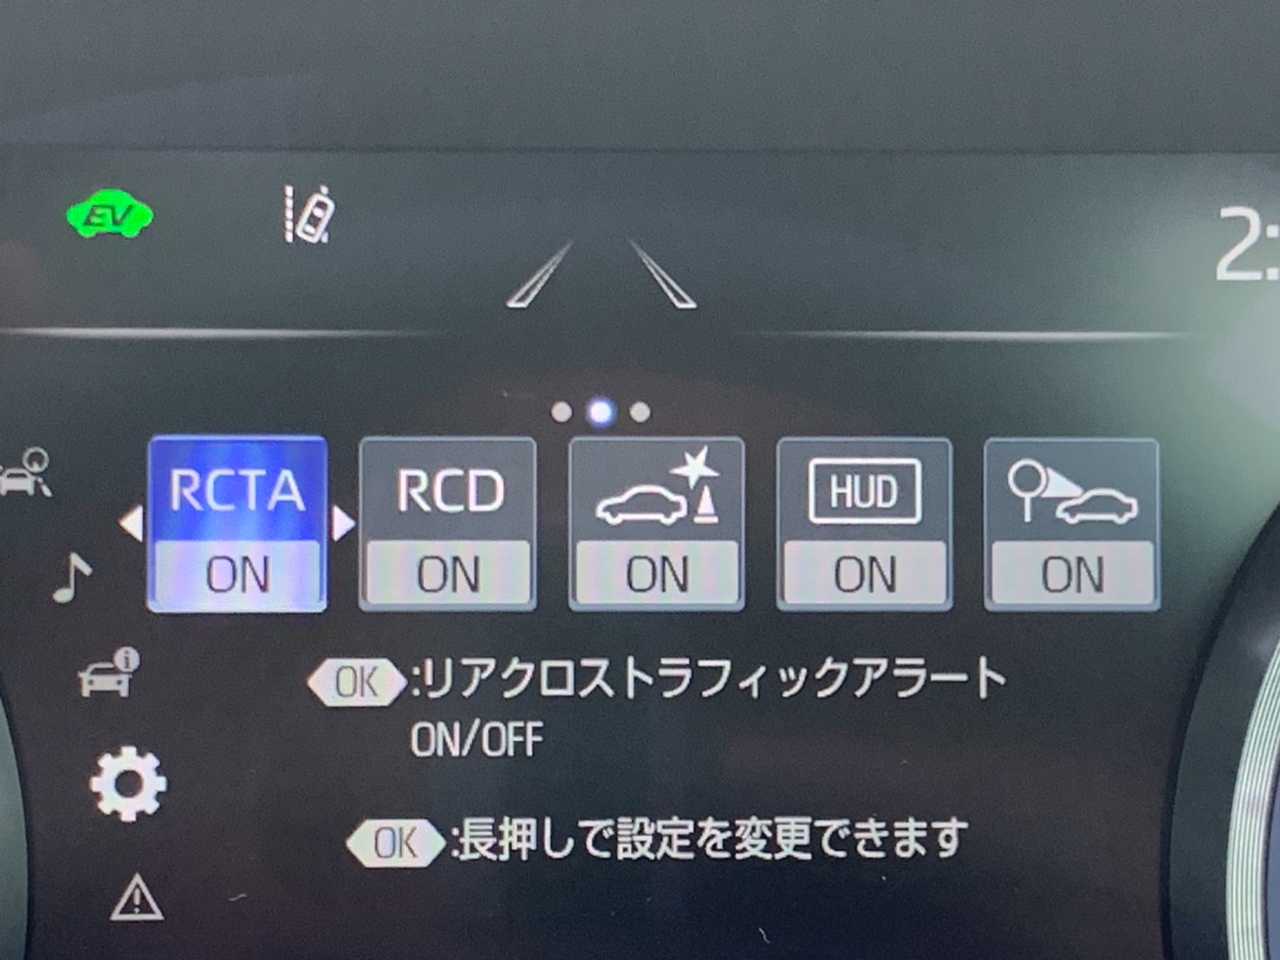 EV
2:
RCTA RCD HUD
ON ON ON ON ON
OK :リアクロストラフィックアラート
ON/OFF
OK :長押しで設定を変更できます